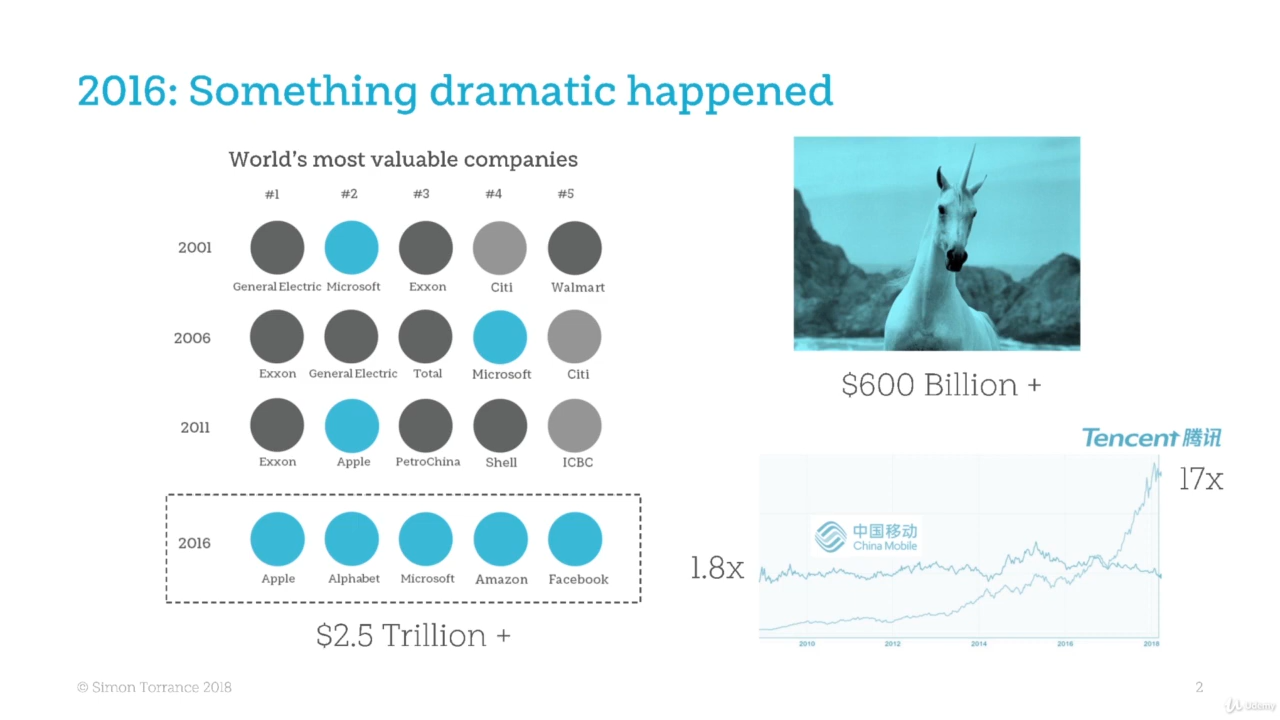 2016: Something dramatic happened
World's most valuable companies
#1 #2 #3 #4 #5
2001
General Electric Microsoft Exxon Citi Walmart
2006
Exxon General Electric Total Microsoft Citi
2011
Exxon Apple PetroChina Shell ICBC
2016
Apple Alphabet Microsoft Amazon Facebook
$2.5 Trillion +
$600 Billion +
Tencent 腾讯
17x
中国移动
China Mobile
1.8x
2010 2012 2014 2016 2018
© Simon Torrance 2018
2
Udemy